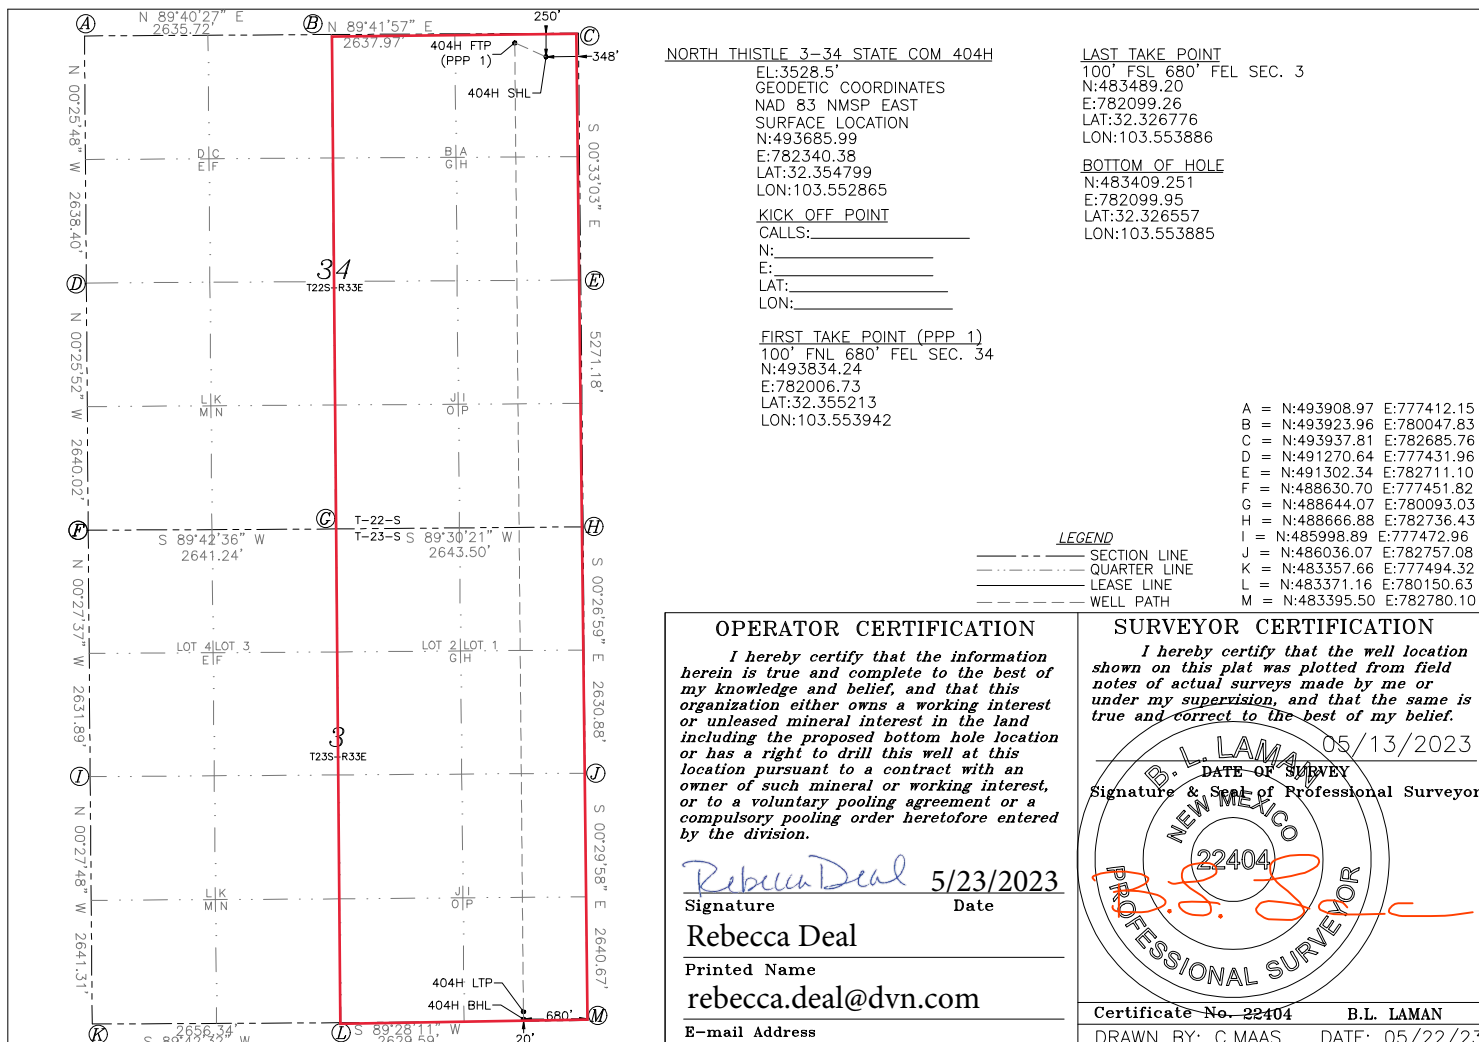 A
N 89°40'27" E
2635.72'
B
N 89°41'57" E
2637.97'
250'
C
348'
404H FTP
(PPP 1)
404H SHL
N 00°25'48" W 2638.40'
S 00°33'03" E 5271.18'
D C
E F
B A
G H
34
T22S-R33E
D
E
N 00°25'52" W 2640.02'
L K
M N
J I
O P
F
G
T-22-S
T-23-S
H
S 89°42'36" W
2641.24'
S 89°30'21" W
2643.50'
N 00°27'37" W 2631.89'
S 00°26'59" E 2630.88'
LOT 4 LOT 3
E F
LOT 2 LOT 1
G H
3
T23S-R33E
I
J
N 00°27'48" W 2641.31'
S 00°29'58" E 2640.67'
L K
M N
J I
O P
404H LTP
404H BHL
680'
20'
K
2656.34'
S 89°42'32" W
L
S 89°28'11" W
2629.59'
M
NORTH THISTLE 3-34 STATE COM 404H
EL:3528.5'
GEODETIC COORDINATES
NAD 83 NMSP EAST
SURFACE LOCATION
N:493685.99
E:782340.38
LAT:32.354799
LON:103.552865
KICK OFF POINT
CALLS:
N:
E:
LAT:
LON:
FIRST TAKE POINT (PPP 1)
100' FNL 680' FEL SEC. 34
N:493834.24
E:782006.73
LAT:32.355213
LON:103.553942
LAST TAKE POINT
100' FSL 680' FEL SEC. 3
N:483489.20
E:782099.26
LAT:32.326776
LON:103.553886
BOTTOM OF HOLE
N:483409.251
E:782099.95
LAT:32.326557
LON:103.553885
A = N:493908.97 E:777412.15
B = N:493923.96 E:780047.83
C = N:493937.81 E:782685.76
D = N:491270.64 E:777431.96
E = N:491302.34 E:782711.10
F = N:488630.70 E:777451.82
G = N:488644.07 E:780093.03
H = N:488666.88 E:782736.43
I = N:485998.89 E:777472.96
J = N:486036.07 E:782757.08
K = N:483357.66 E:777494.32
L = N:483371.16 E:780150.63
M = N:483395.50 E:782780.10
LEGEND
SECTION LINE
QUARTER LINE
LEASE LINE
WELL PATH
OPERATOR CERTIFICATION
I hereby certify that the information
herein is true and complete to the best of
my knowledge and belief, and that this
organization either owns a working interest
or unleased mineral interest in the land
including the proposed bottom hole location
or has a right to drill this well at this
location pursuant to a contract with an
owner of such mineral or working interest,
or to a voluntary pooling agreement or a
compulsory pooling order heretofore entered
by the division.
Rebecca Deal 5/23/2023
Signature Date
Rebecca Deal
Printed Name
rebecca.deal@dvn.com
E-mail Address
SURVEYOR CERTIFICATION
I hereby certify that the well location
shown on this plat was plotted from field
notes of actual surveys made by me or
under my supervision, and that the same is
true and correct to the best of my belief.
05/13/2023
DATE OF SURVEY
Signature & Seal of Professional Surveyor
B. L. LAMAN
NEW MEXICO
22404
PROFESSIONAL SURVEYOR
Certificate No. 22404 B.L. LAMAN
DRAWN BY: C.MAAS DATE: 05/22/23